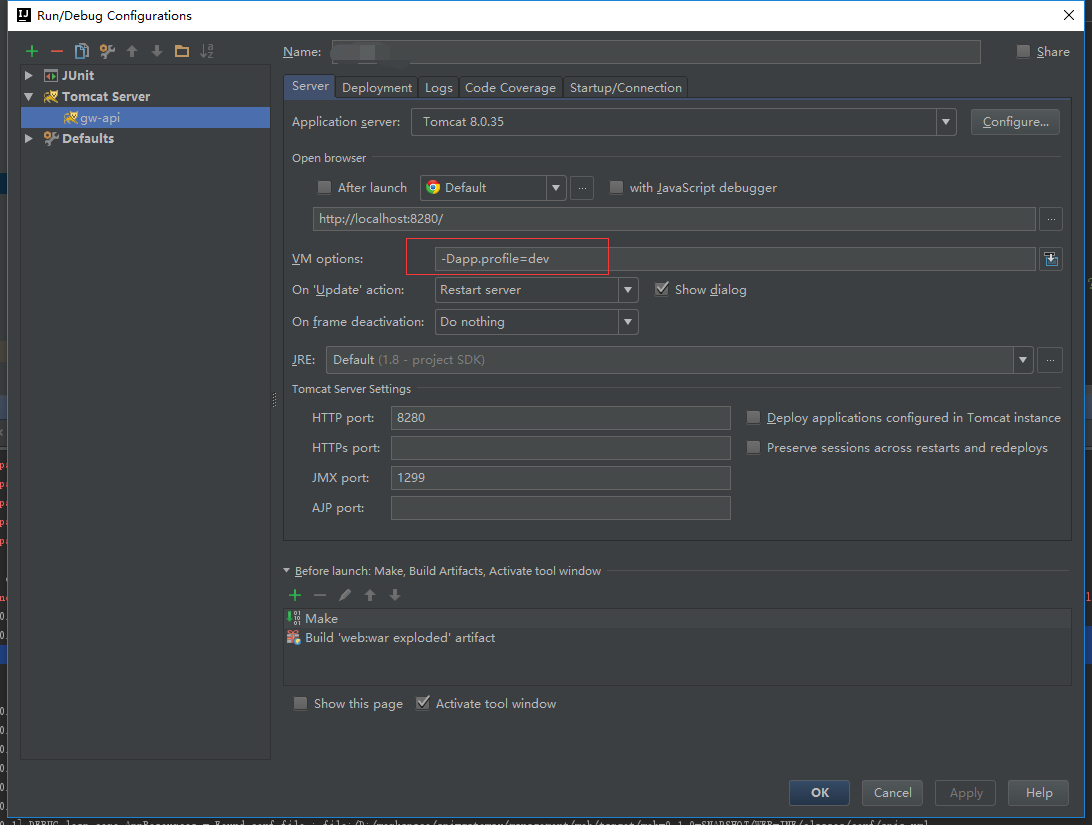 Run/Debug Configurations
JUnit
Tomcat Server
gw-api
Defaults
Name:
Share
Server Deployment Logs Code Coverage Startup/Connection
Application server: Tomcat 8.0.35 Configure...
Open browser
After launch Default ... with JavaScript debugger
http://localhost:8280/ ...
VM options: -Dapp.profile=dev
On 'Update' action: Restart server Show dialog
On frame deactivation: Do nothing
JRE: Default (1.8 - project SDK) ...
Tomcat Server Settings
HTTP port: 8280 Deploy applications configured in Tomcat instance
HTTPs port: Preserve sessions across restarts and redeploys
JMX port: 1299
AJP port:
Before launch: Make, Build Artifacts, Activate tool window
Make
Build 'web:war exploded' artifact
Show this page Activate tool window
OK Cancel Apply Help